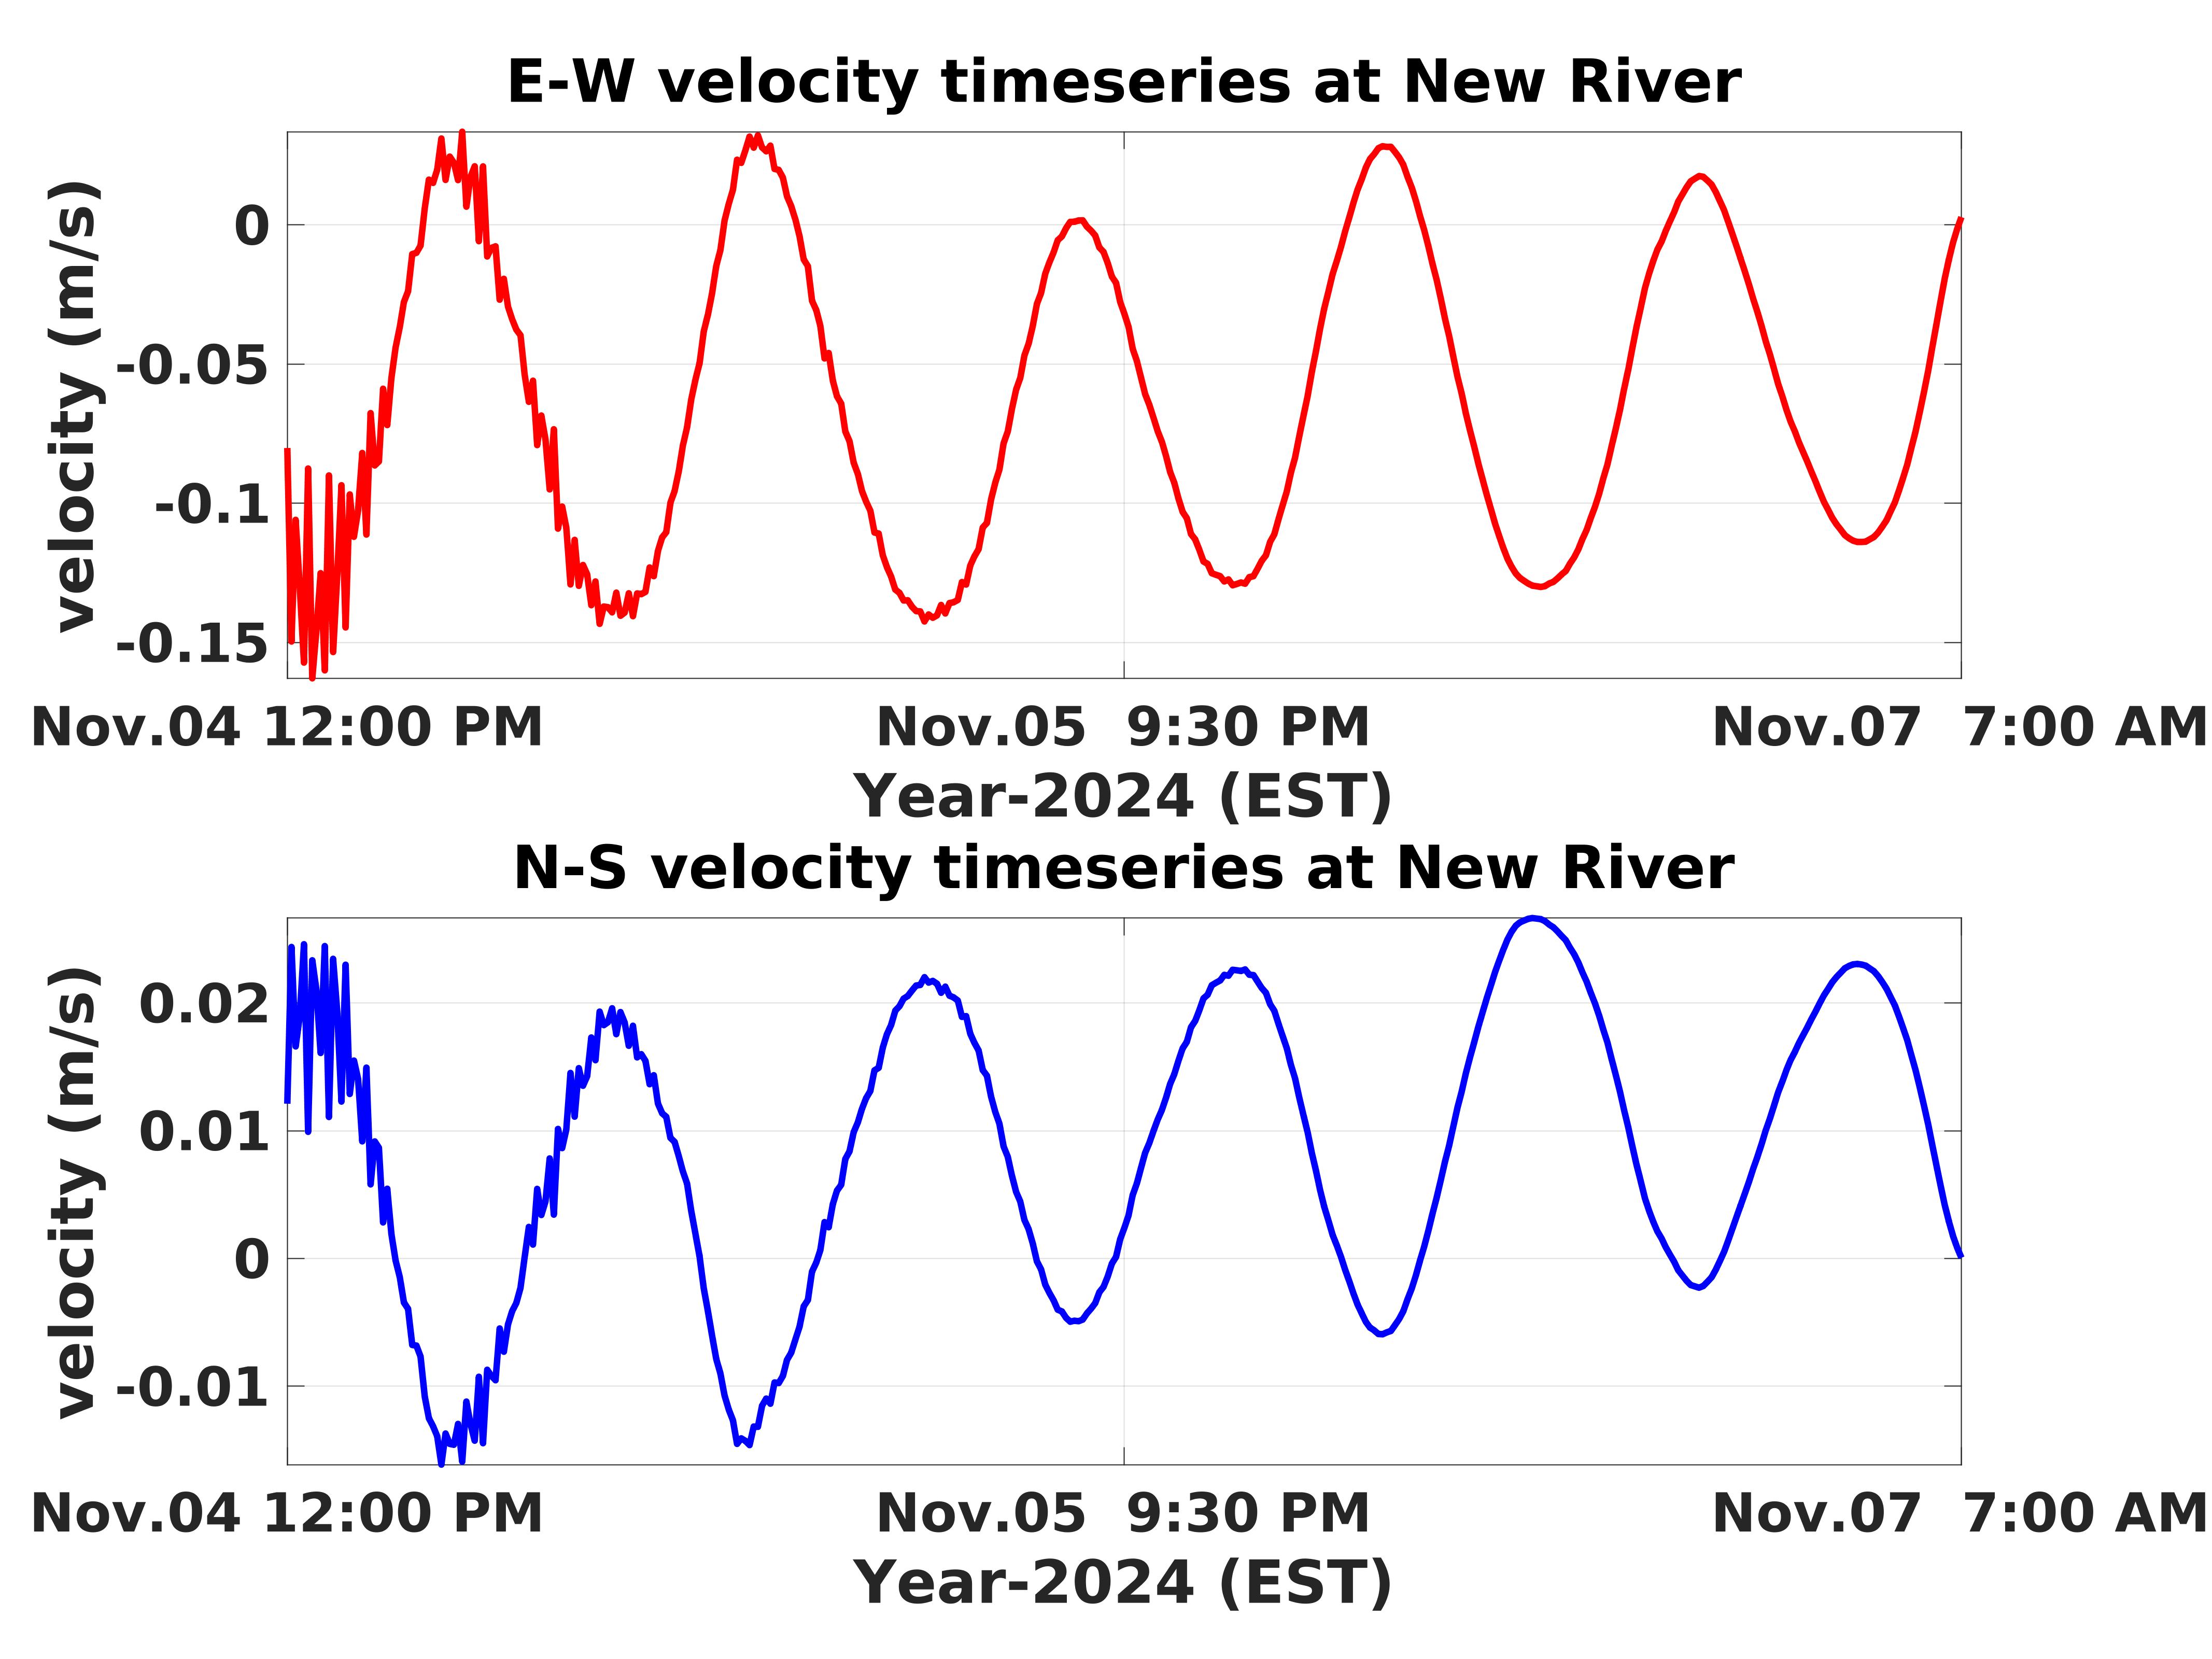 E-W velocity timeseries at New River
velocity (m/s)
0
-0.05
-0.1
-0.15
Nov.04 12:00 PM
Nov.05  9:30 PM
Nov.07  7:00 AM
Year-2024 (EST)
N-S velocity timeseries at New River
velocity (m/s)
0.02
0.01
0
-0.01
Nov.04 12:00 PM
Nov.05  9:30 PM
Nov.07  7:00 AM
Year-2024 (EST)